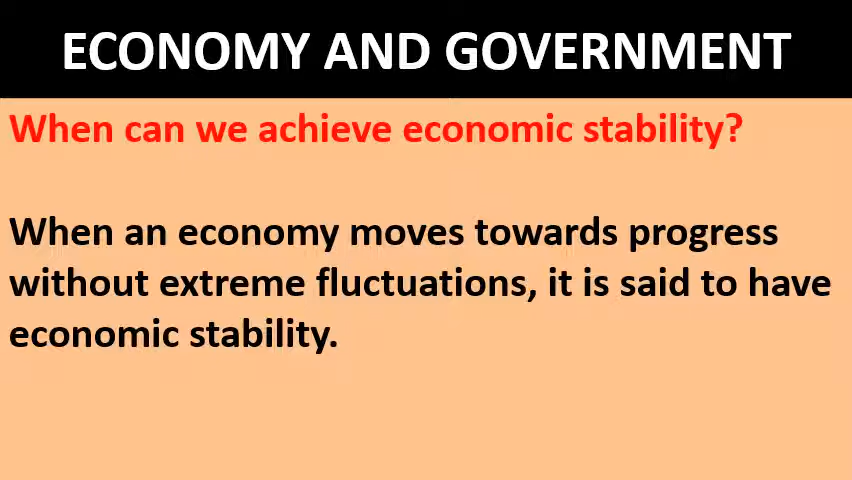 ECONOMY AND GOVERNMENT
When can we achieve economic stability?
When an economy moves towards progress
without extreme fluctuations, it is said to have
economic stability.